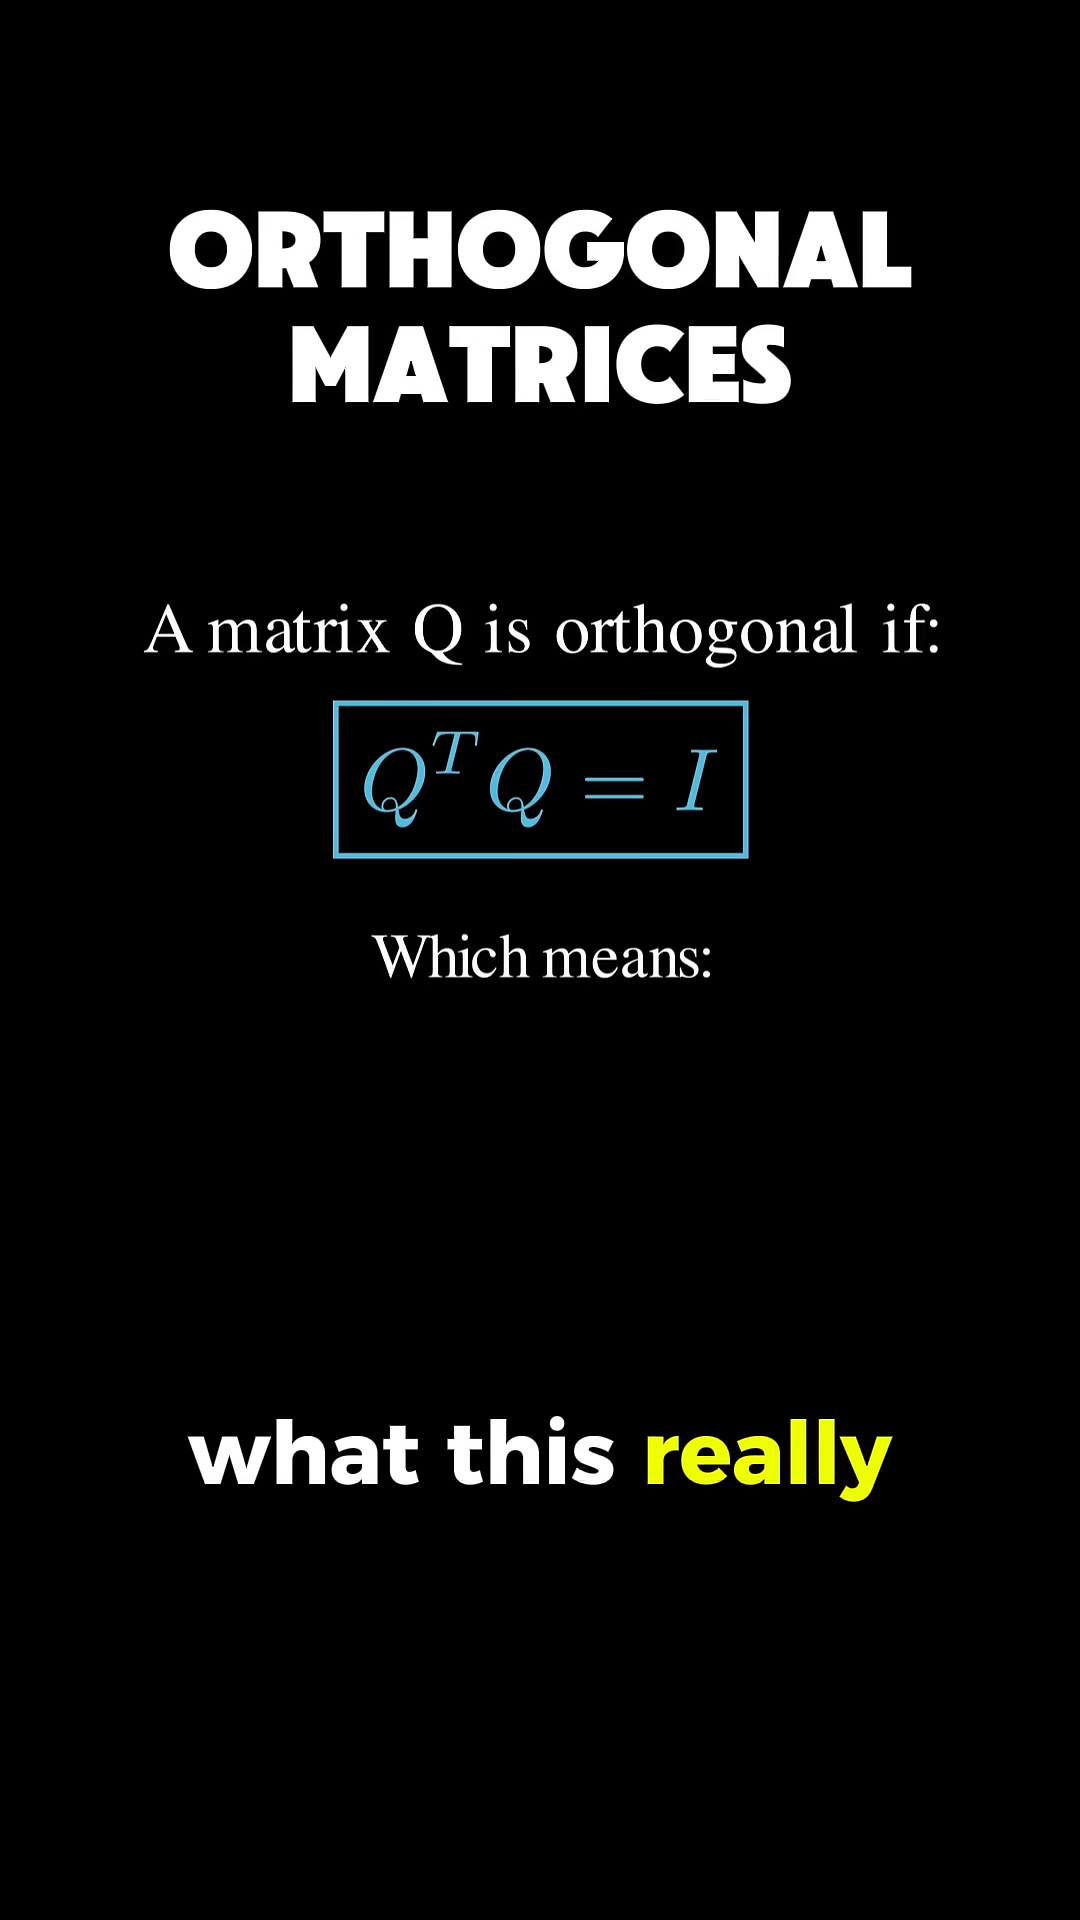 ORTHOGONAL
MATRICES
A matrix Q is orthogonal if:
$Q^T Q = I$
Which means:
what this really